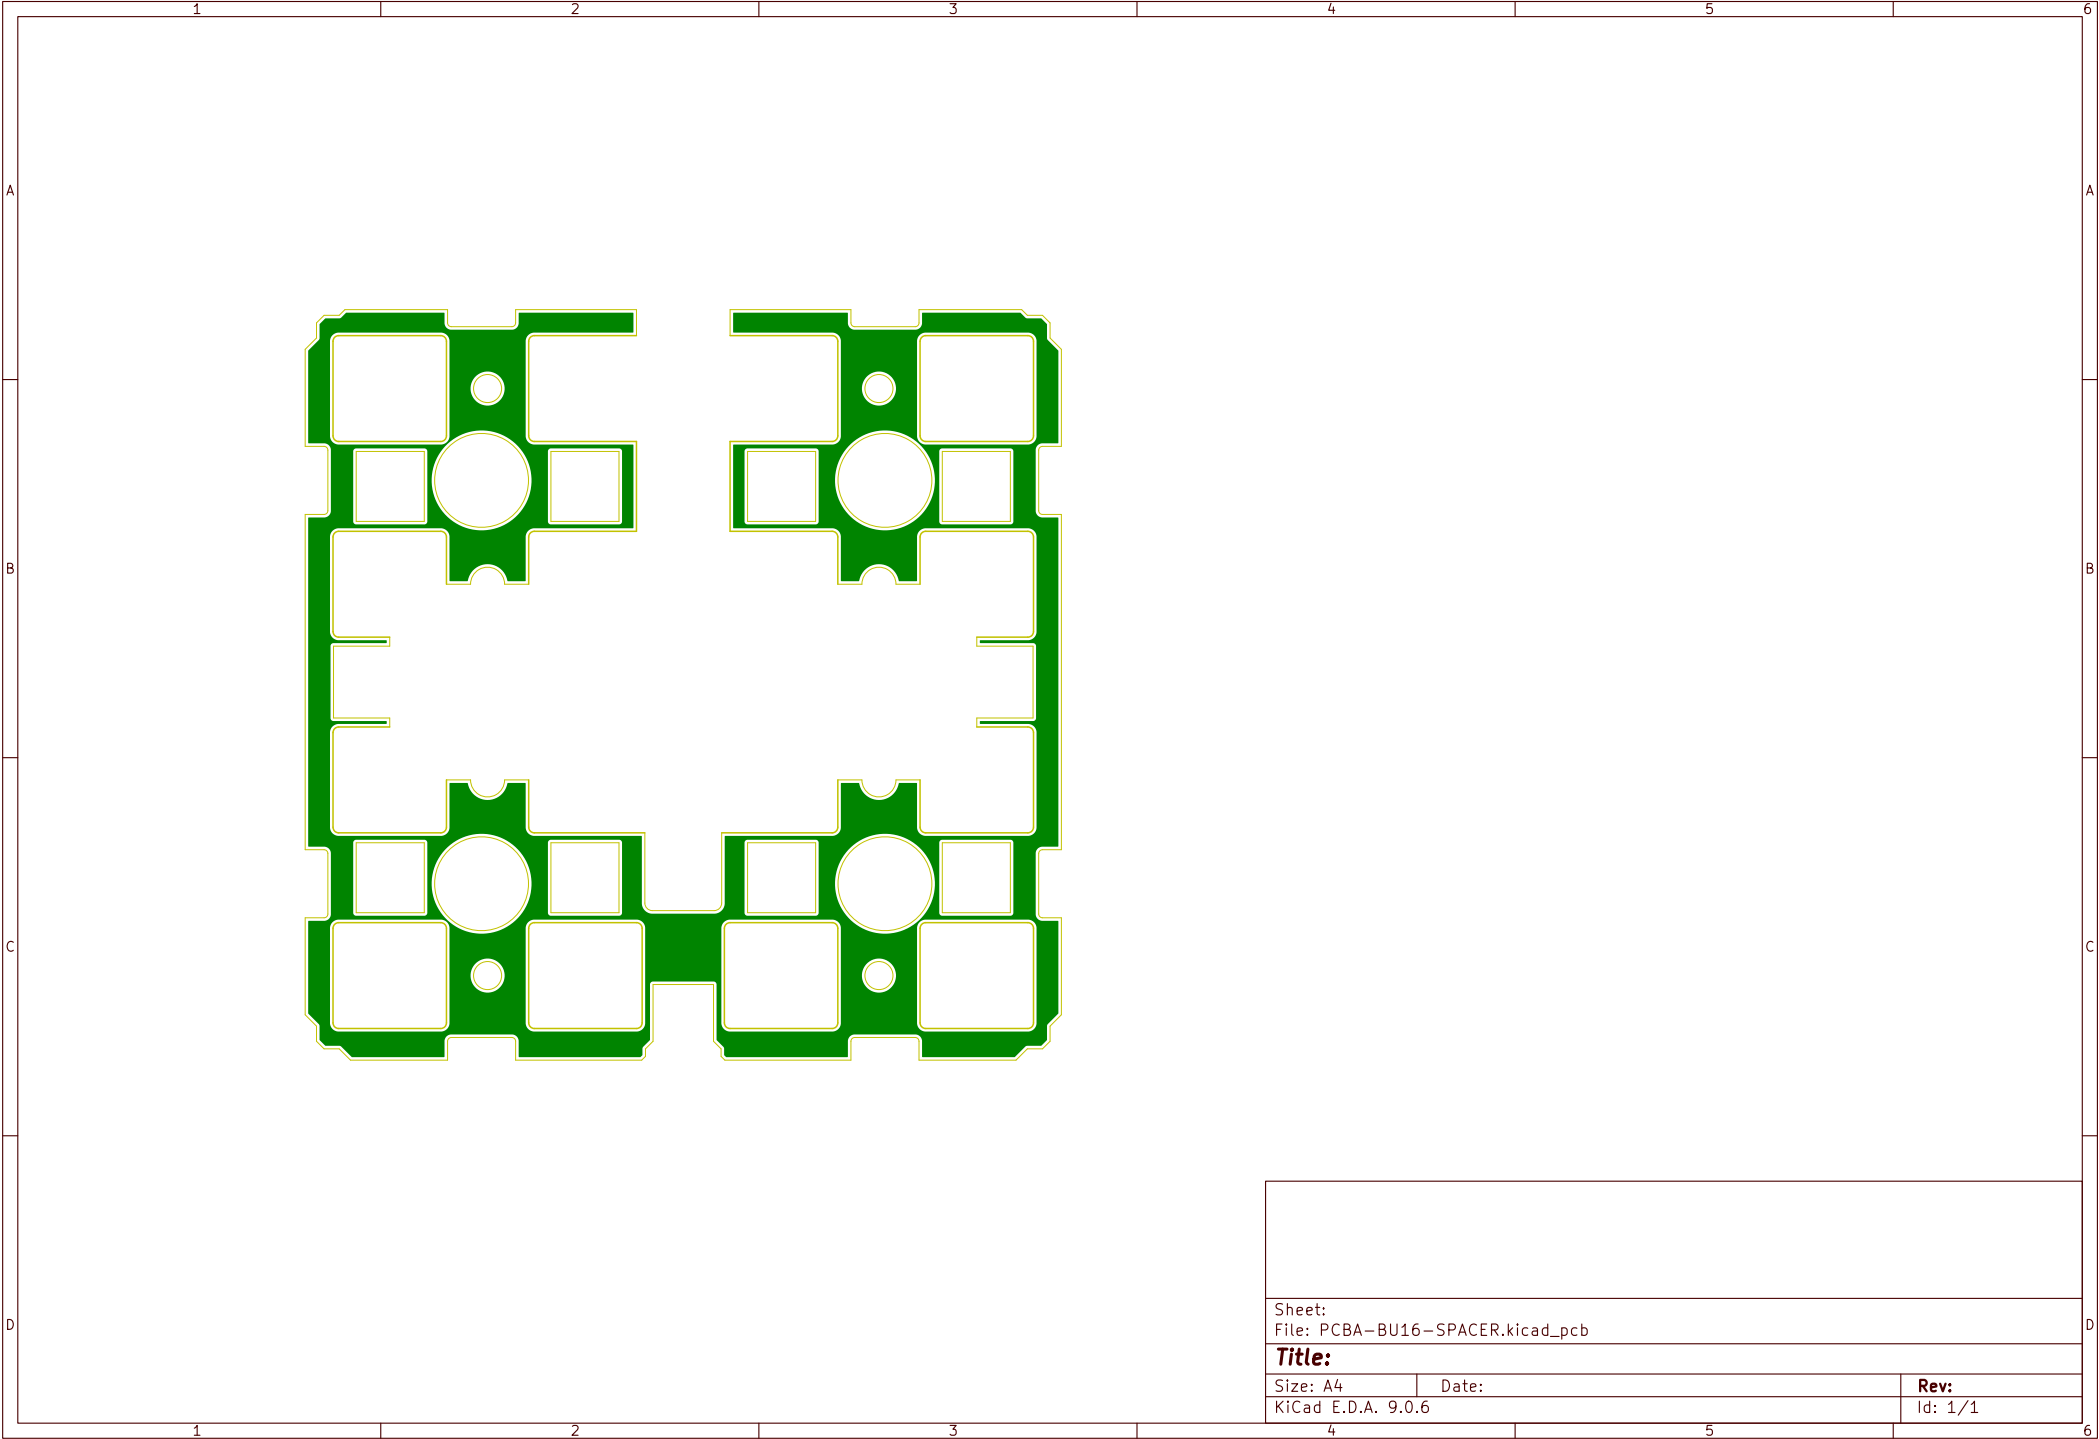 1 2 3 4 5 6
A A
B B
C C
D D
Sheet:
File: PCBA-BU16-SPACER.kicad_pcb
Title:
Size: A4 Date: Rev:
KiCad E.D.A. 9.0.6 Id: 1/1
1 2 3 4 5 6